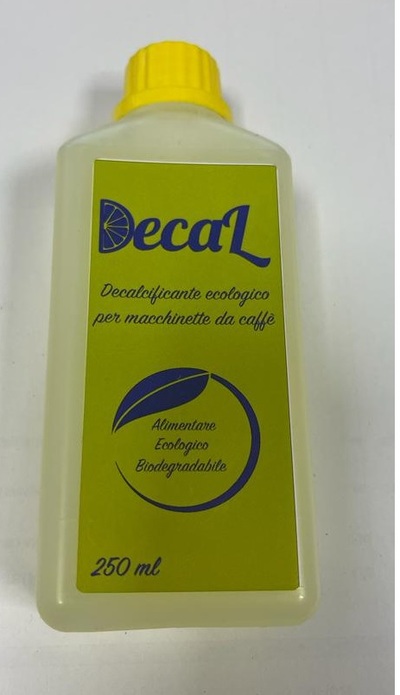 Decal
Decalcificante ecologico
per macchinette da caffè
Alimentare
Ecologico
Biodegradabile
250 ml